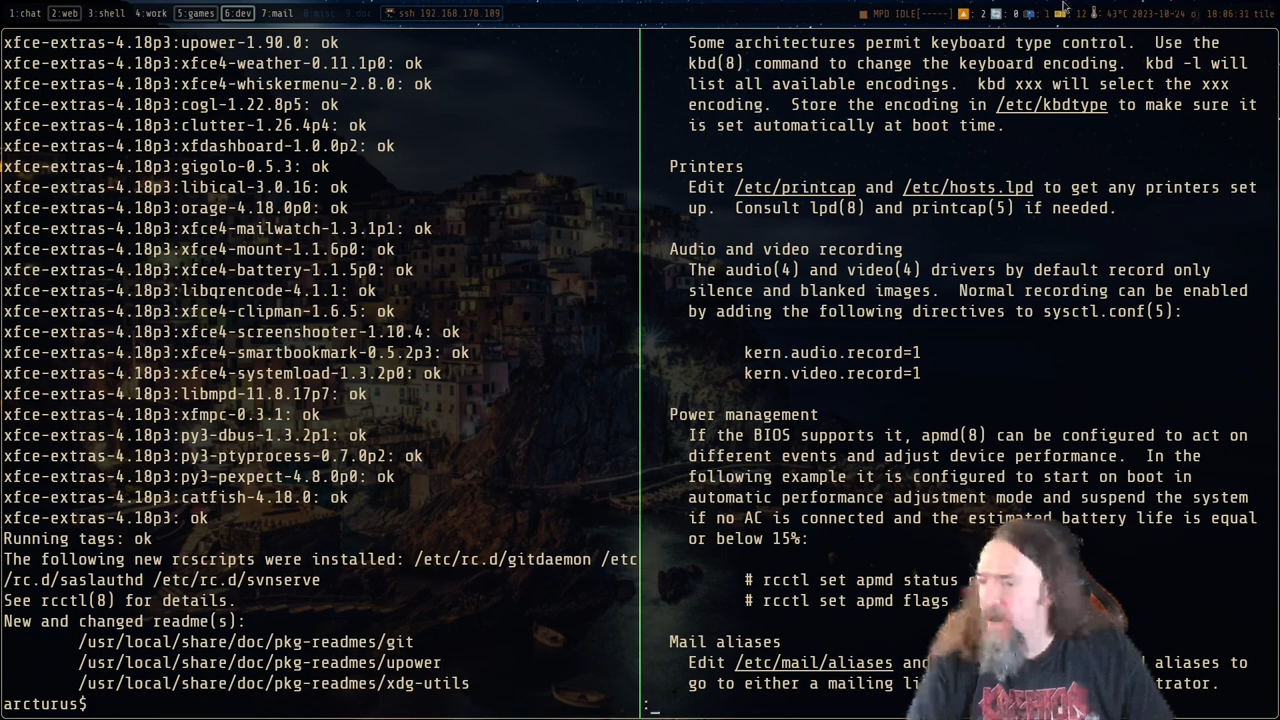 1:chat 2:web 3:shell 4:work 5:games 6:dev 7:mail ssh 192.168.178.109 MPD IDLE[-----] : 2 : 0 : 1 12 : 43°C 2023-10-24 18:06:31 tile
xfce-extras-4.18p3:upower-1.90.0: ok
xfce-extras-4.18p3:xfce4-weather-0.11.1p0: ok
xfce-extras-4.18p3:xfce4-whiskermenu-2.8.0: ok
xfce-extras-4.18p3:cogl-1.22.8p5: ok
xfce-extras-4.18p3:clutter-1.26.4p4: ok
xfce-extras-4.18p3:xfdashboard-1.0.0p2: ok
xfce-extras-4.18p3:gigolo-0.5.3: ok
xfce-extras-4.18p3:libical-3.0.16: ok
xfce-extras-4.18p3:orage-4.18.0p0: ok
xfce-extras-4.18p3:xfce4-mailwatch-1.3.1p1: ok
xfce-extras-4.18p3:xfce4-mount-1.1.6p0: ok
xfce-extras-4.18p3:xfce4-battery-1.1.5p0: ok
xfce-extras-4.18p3:libqrencode-4.1.1: ok
xfce-extras-4.18p3:xfce4-clipman-1.6.5: ok
xfce-extras-4.18p3:xfce4-screenshooter-1.10.4: ok
xfce-extras-4.18p3:xfce4-smartbookmark-0.5.2p3: ok
xfce-extras-4.18p3:xfce4-systemload-1.3.2p0: ok
xfce-extras-4.18p3:libmpd-11.8.17p7: ok
xfce-extras-4.18p3:xfmpc-0.3.1: ok
xfce-extras-4.18p3:py3-dbus-1.3.2p1: ok
xfce-extras-4.18p3:py3-ptyprocess-0.7.0p2: ok
xfce-extras-4.18p3:py3-pexpect-4.8.0p0: ok
xfce-extras-4.18p3:catfish-4.18.0: ok
xfce-extras-4.18p3: ok
Running tags: ok
The following new rcscripts were installed: /etc/rc.d/gitdaemon /etc
/rc.d/saslauthd /etc/rc.d/svnserve
See rcctl(8) for details.
New and changed readme(s):
/usr/local/share/doc/pkg-readmes/git
/usr/local/share/doc/pkg-readmes/upower
/usr/local/share/doc/pkg-readmes/xdg-utils
arcturus$
Some architectures permit keyboard type control. Use the
kbd(8) command to change the keyboard encoding. kbd -l will
list all available encodings. kbd xxx will select the xxx
encoding. Store the encoding in /etc/kbdtype to make sure it
is set automatically at boot time.
Printers
Edit /etc/printcap and /etc/hosts.lpd to get any printers set
up. Consult lpd(8) and printcap(5) if needed.
Audio and video recording
The audio(4) and video(4) drivers by default record only
silence and blanked images. Normal recording can be enabled
by adding the following directives to sysctl.conf(5):
kern.audio.record=1
kern.video.record=1
Power management
If the BIOS supports it, apmd(8) can be configured to act on
different events and adjust device performance. In the
following example it is configured to start on boot in
automatic performance adjustment mode and suspend the system
if no AC is connected and the estimated battery life is equal
or below 15%:
# rcctl set apmd status
# rcctl set apmd flags
Mail aliases
Edit /etc/mail/aliases aliases to
go to either a mailing
:_
KREATOR